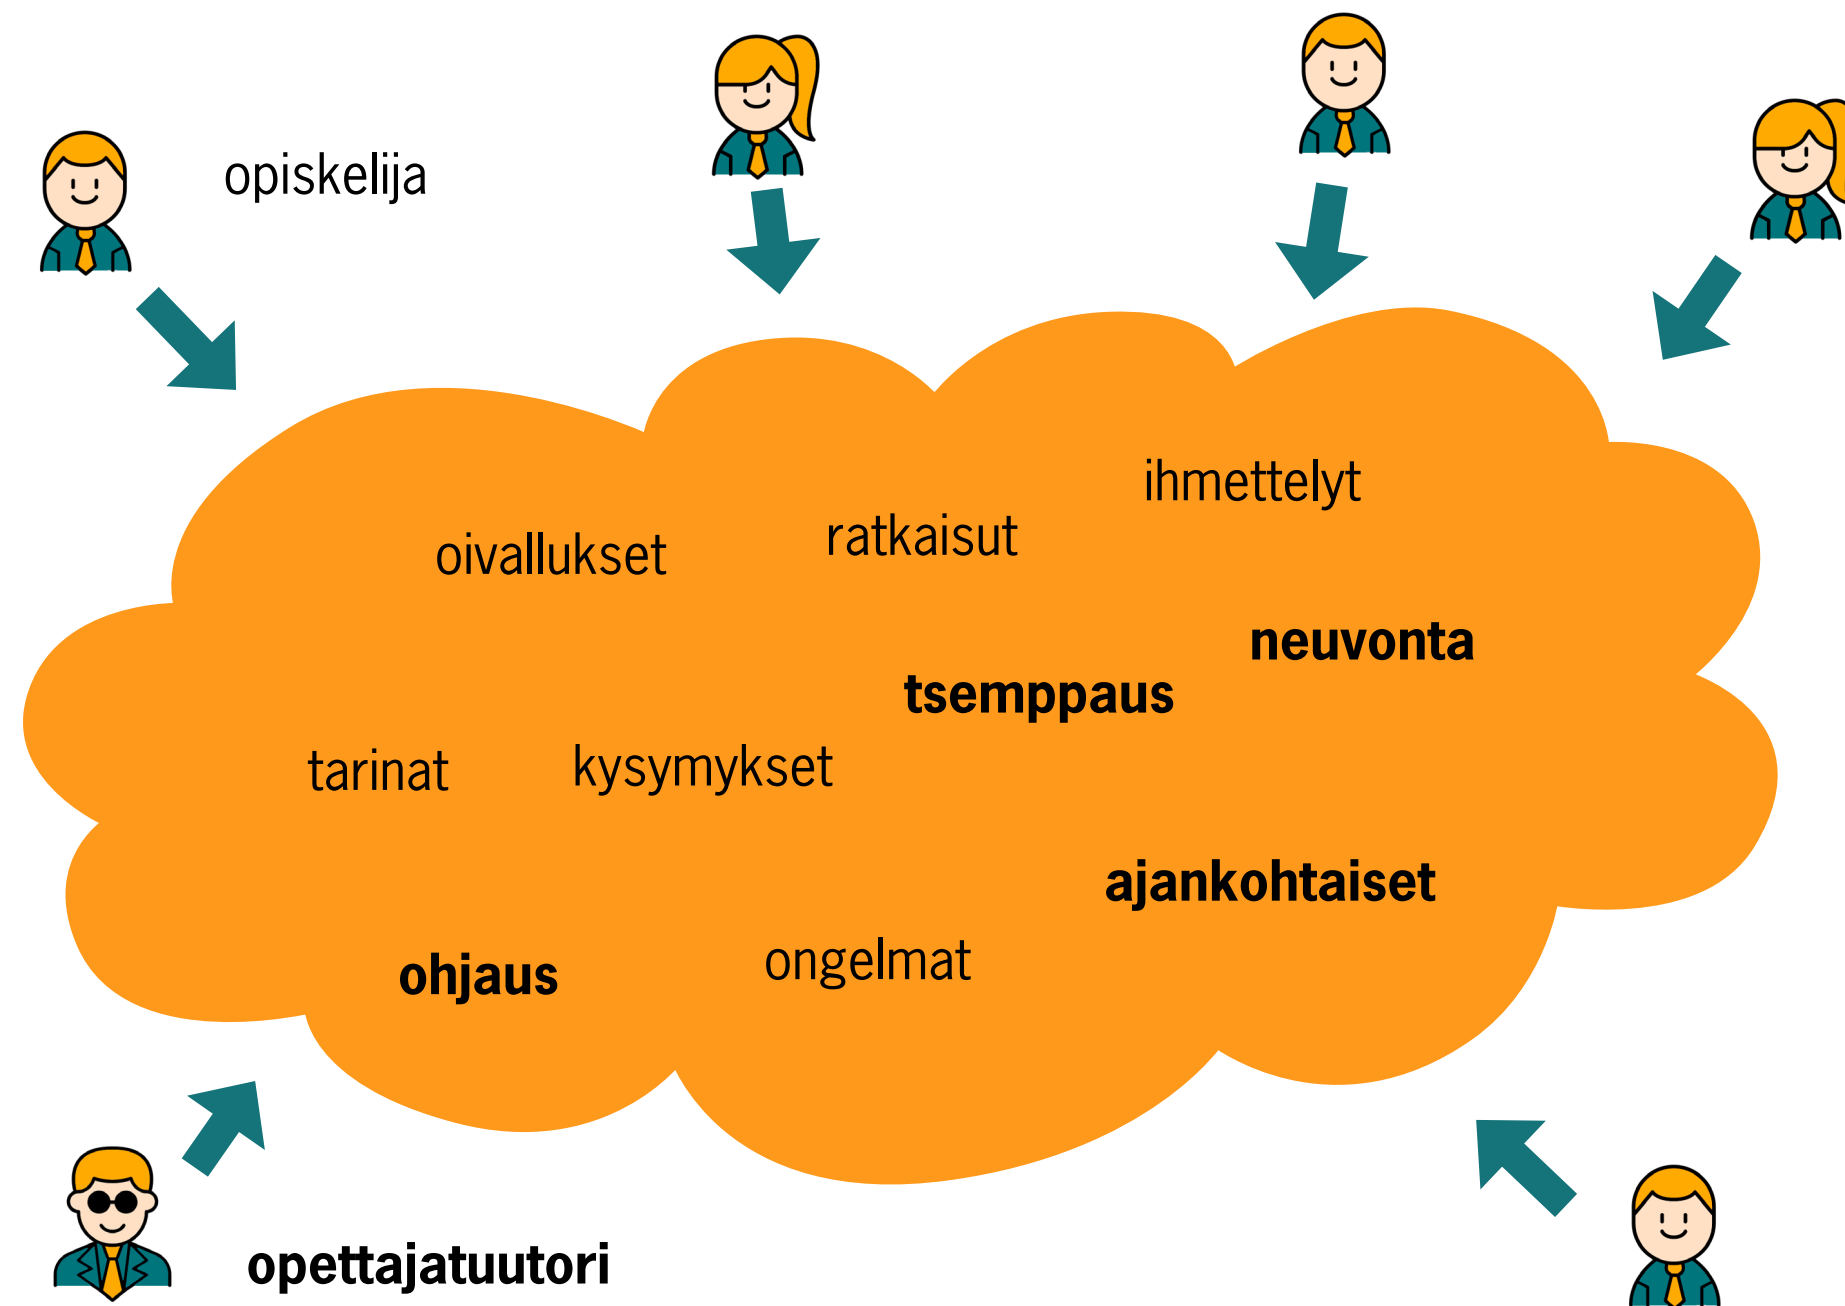 opiskelija
ihmettelyt
ratkaisut
oivallukset
neuvonta
tsemppaus
tarinat
kysymykset
ajankohtaiset
ohjaus
ongelmat
opettajatuutori